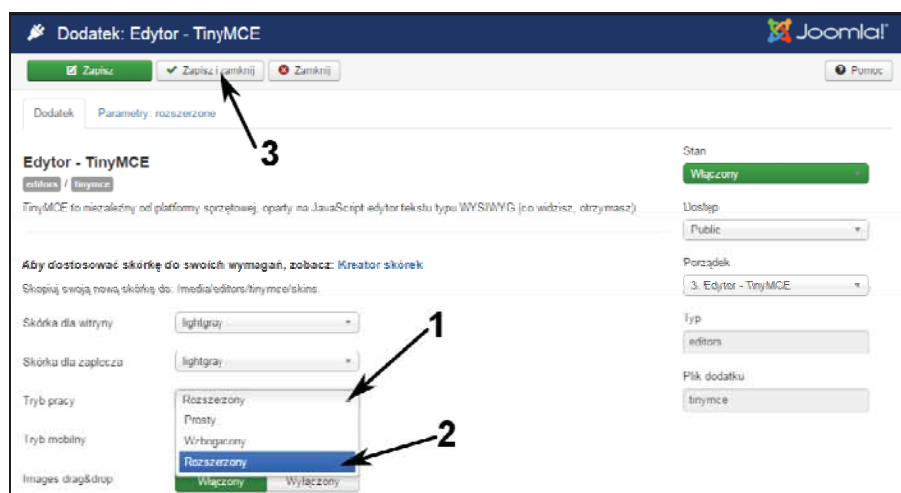 Dodatek: Edytor - TinyMCE
Joomla!
Zapisz
Zapisz i zamknij
Zamknij
Pomoc
Dodatek
Parametry: rozszerzone
3
Edytor - TinyMCE
editors / tinymce
TinyMCE to niezależny od platformy sprzętowej, oparty na JavaScript edytor tekstu typu WYSIWYG (co widzisz, otrzymasz)
Aby dostosować skórkę do swoich wymagań, zobacz: Kreator skórek
Skopiuj swoją nową skórkę do: /media/editors/tinymce/skins.
Skórka dla witryny
lightgray
1
Skórka dla zaplecza
lightgray
Tryb pracy
Rozszerzony
Prosty
Tryb mobilny
Wzbogacony
2
Rozszerzony
Images drag&drop
Włączony
Wyłączony
Stan
Włączony
Dostęp
Public
Porządek
3. Edytor - TinyMCE
Typ
editors
Plik dodatku
tinymce